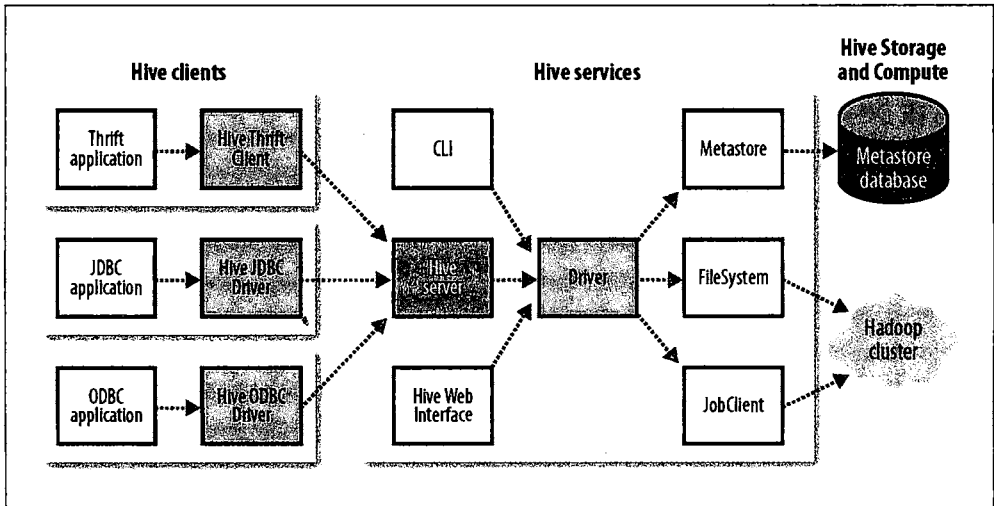 Hive clients
Hive services
Hive Storage
and Compute
Thrift
application
Hive Thrift
Client
CLI
Metastore
Metastore
database
JDBC
application
Hive JDBC
Driver
Hive
server
Driver
FileSystem
Hadoop
cluster
ODBC
application
Hive ODBC
Driver
Hive Web
Interface
JobClient